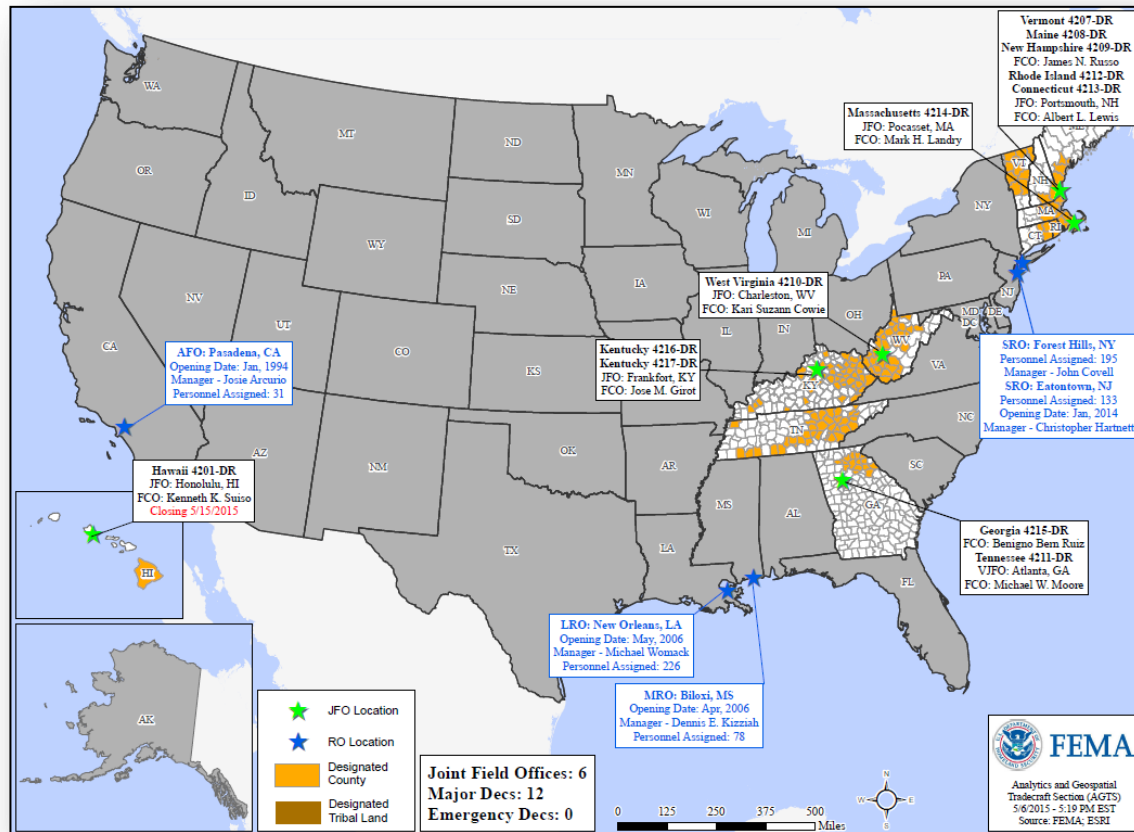 Vermont 4207-DR
Maine 4208-DR
New Hampshire 4209-DR
FCO: James N. Russo
Rhode Island 4212-DR
Connecticut 4213-DR
JFO: Portsmouth, NH
FCO: Albert L. Lewis
Massachusetts 4214-DR
JFO: Pocasset, MA
FCO: Mark H. Landry
West Virginia 4210-DR
JFO: Charleston, WV
FCO: Kari Suzann Cowie
Kentucky 4216-DR
Kentucky 4217-DR
JFO: Frankfort, KY
FCO: Jose M. Girot
AFO: Pasadena, CA
Opening Date: Jan, 1994
Manager - Josie Arcurio
Personnel Assigned: 31
SRO: Forest Hills, NY
Personnel Assigned: 195
Manager - John Covell
SRO: Eatontown, NJ
Personnel Assigned: 133
Opening Date: Jan, 2014
Manager - Christopher Hartnett
Hawaii 4201-DR
JFO: Honolulu, HI
FCO: Kenneth K. Suiso
Closing 5/15/2015
Georgia 4215-DR
FCO: Benigno Bern Ruiz
Tennessee 4211-DR
VJFO: Atlanta, GA
FCO: Michael W. Moore
LRO: New Orleans, LA
Opening Date: May, 2006
Manager - Michael Womack
Personnel Assigned: 226
MRO: Biloxi, MS
Opening Date: Apr, 2006
Manager - Dennis E. Kizziah
Personnel Assigned: 78
WA
MT
ND
MN
OR
ID
WY
SD
WI
MI
NY
VT
NH
ME
MA
CT
RI
NV
UT
CO
NE
IA
IL
IN
OH
PA
NJ
MD
DC
DE
CA
KS
KY
WV
VA
AZ
NM
OK
AR
TN
NC
SC
TX
LA
MS
AL
GA
FL
HI
AK
JFO Location
RO Location
Designated
County
Designated
Tribal Land
Joint Field Offices: 6
Major Decs: 12
Emergency Decs: 0
0 125 250 375 500
Miles
N
W E
S
FEMA
Analytics and Geospatial
Tradecraft Section (AGTS)
5/6/2015 - 5:19 PM EST
Source: FEMA; ESRI